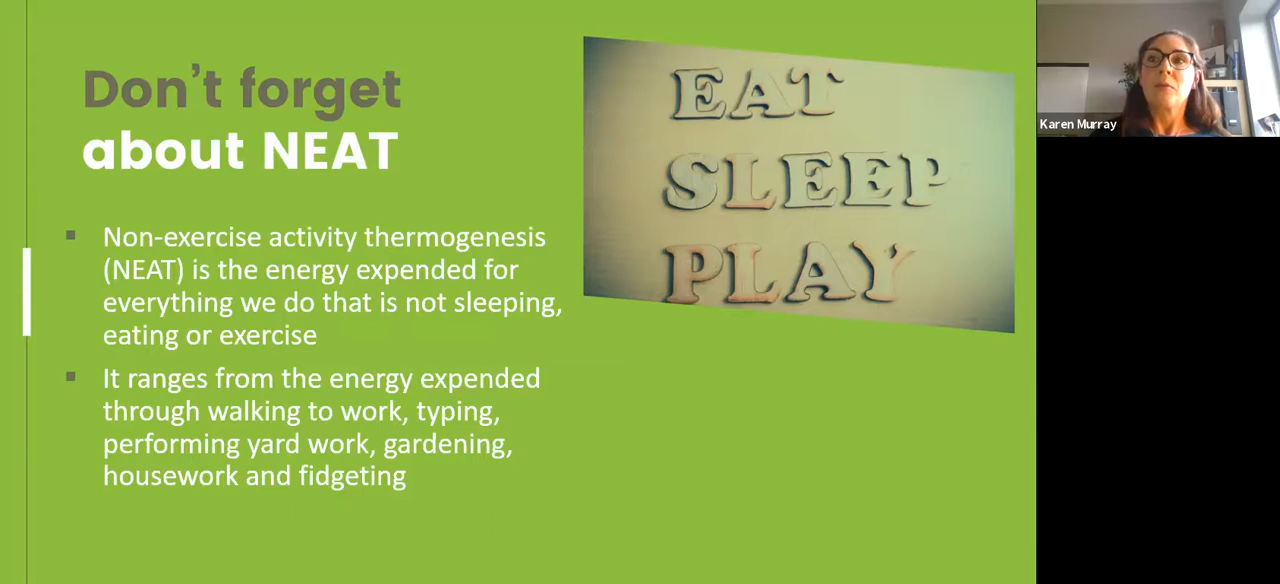 Don't forget
about NEAT
▪ Non-exercise activity thermogenesis
(NEAT) is the energy expended for
everything we do that is not sleeping,
eating or exercise
▪ It ranges from the energy expended
through walking to work, typing,
performing yard work, gardening,
housework and fidgeting
EAT
SLEEP
PLAY
Karen Murray